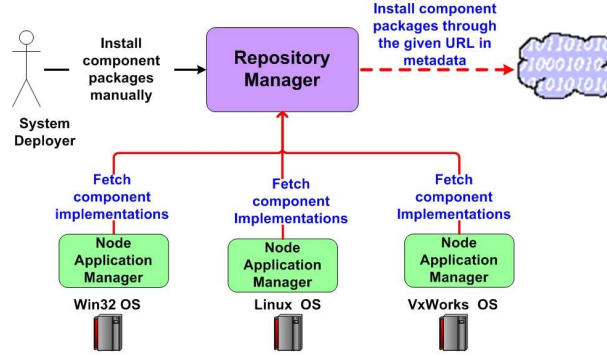 Install
component
packages
manually
System
Deployer
Repository
Manager
Install component
packages through
the given URL in
metadata
Fetch
component
implementations
Fetch
component
Implementations
Fetch
component
Implementations
Node
Application
Manager
Node
Application
Manager
Node
Application
Manager
Win32 OS
Linux OS
VxWorks OS